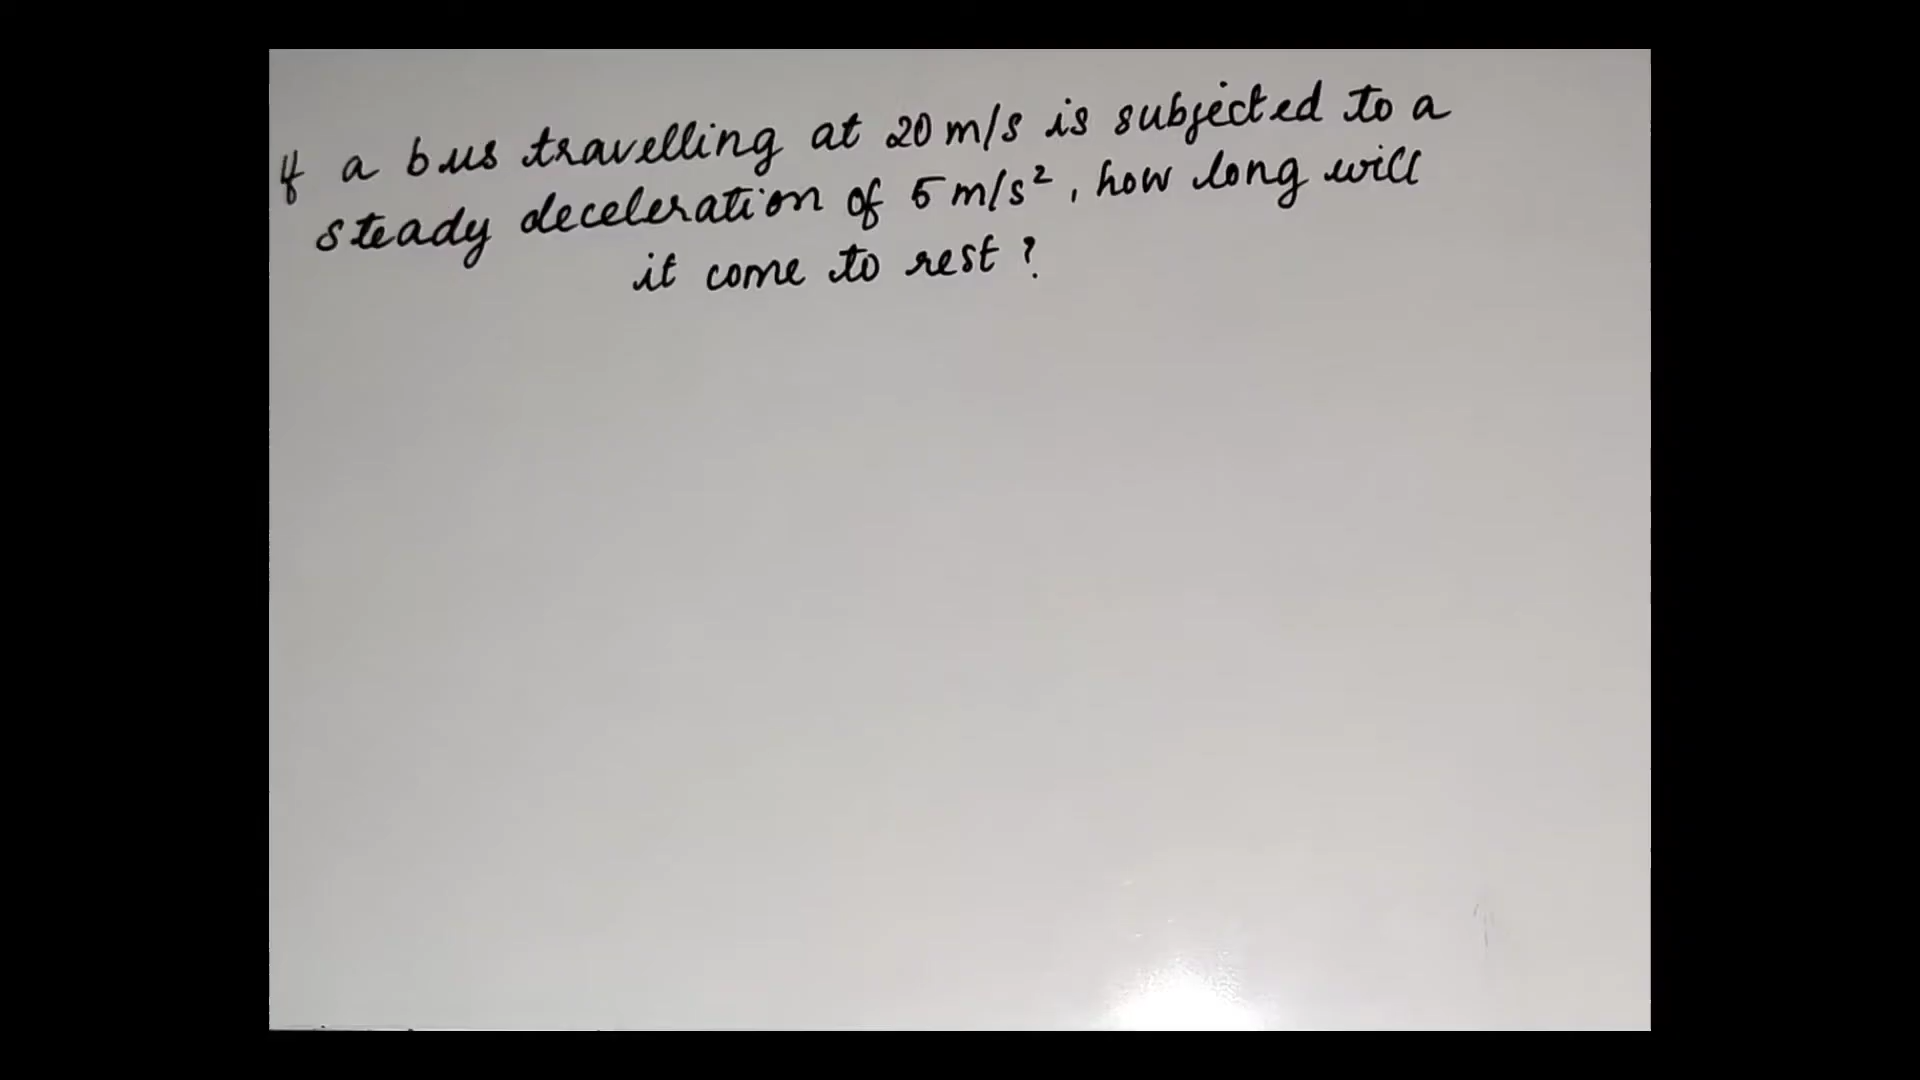 If a bus travelling at 20 m/s is subjected to a
steady deceleration of 5 m/s², how long will
it come to rest ?